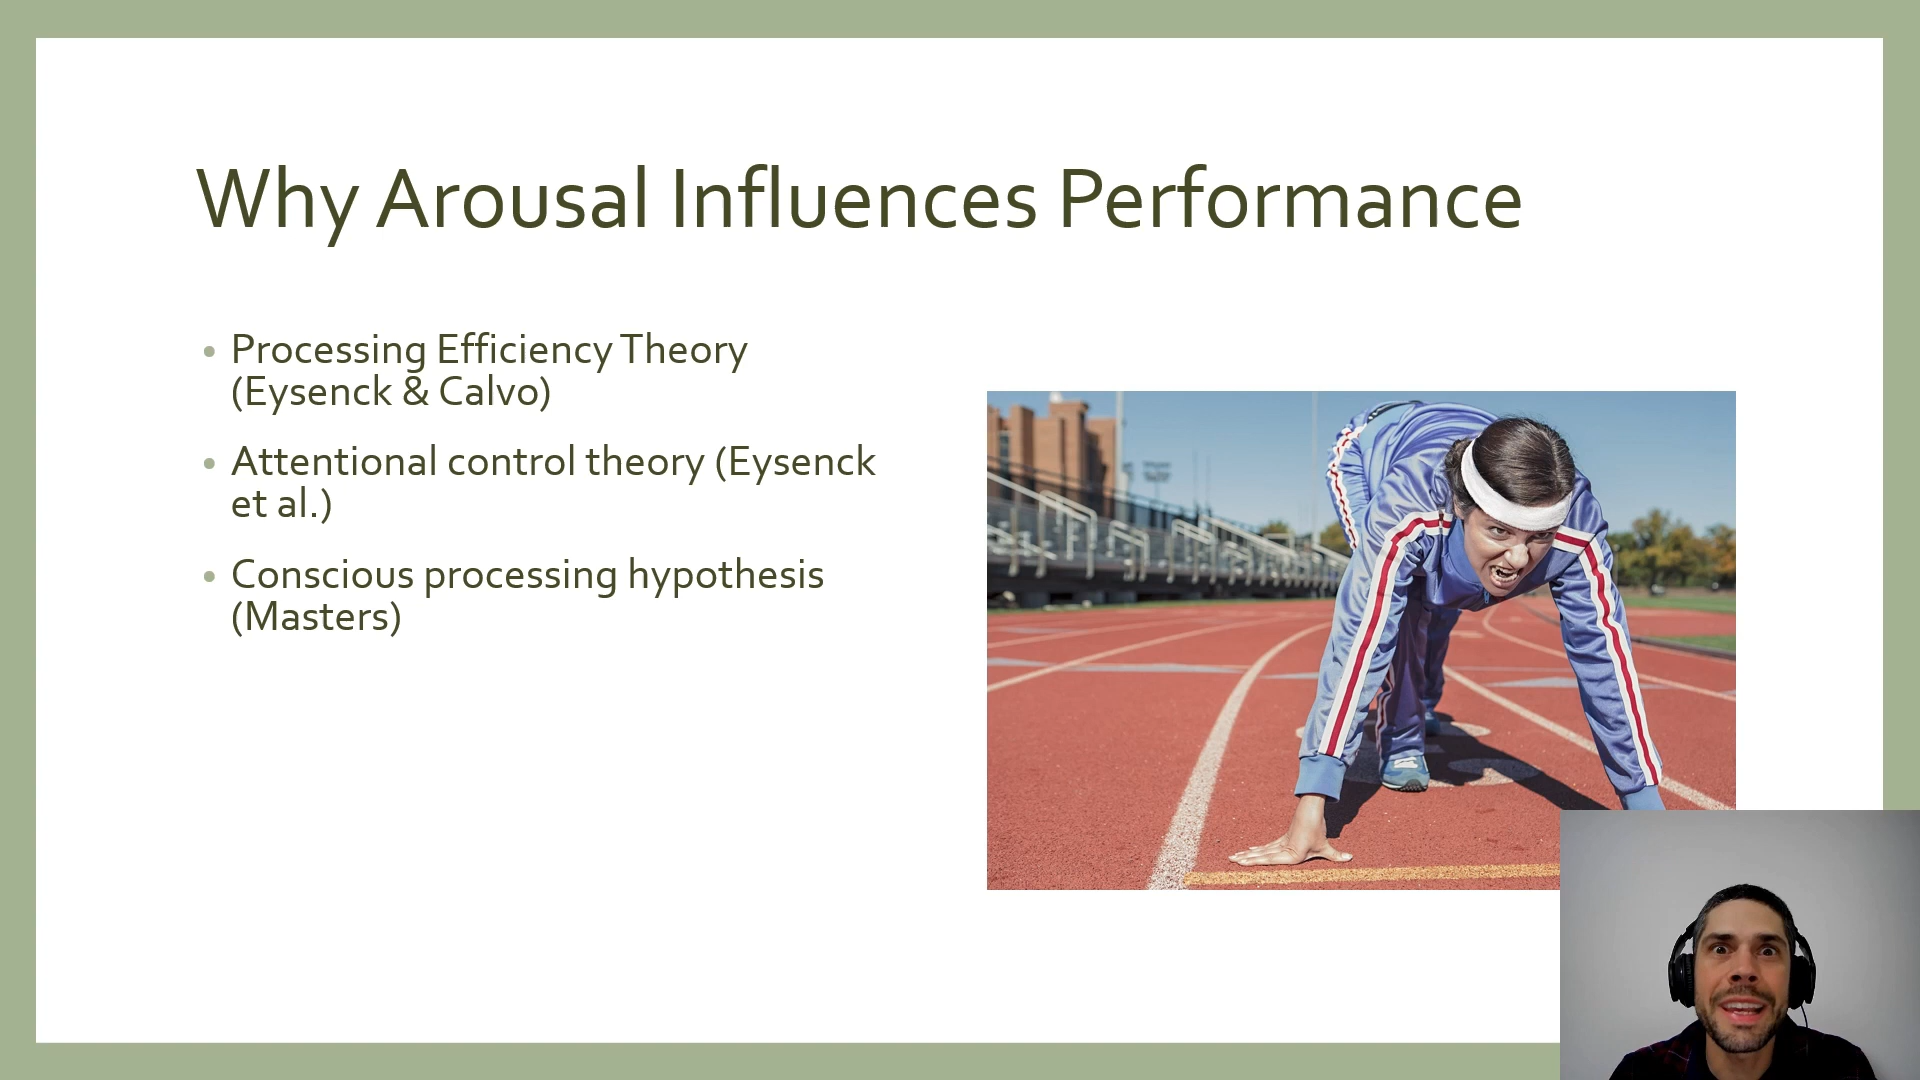 Why Arousal Influences Performance
• Processing Efficiency Theory
(Eysenck & Calvo)
• Attentional control theory (Eysenck
et al.)
• Conscious processing hypothesis
(Masters)